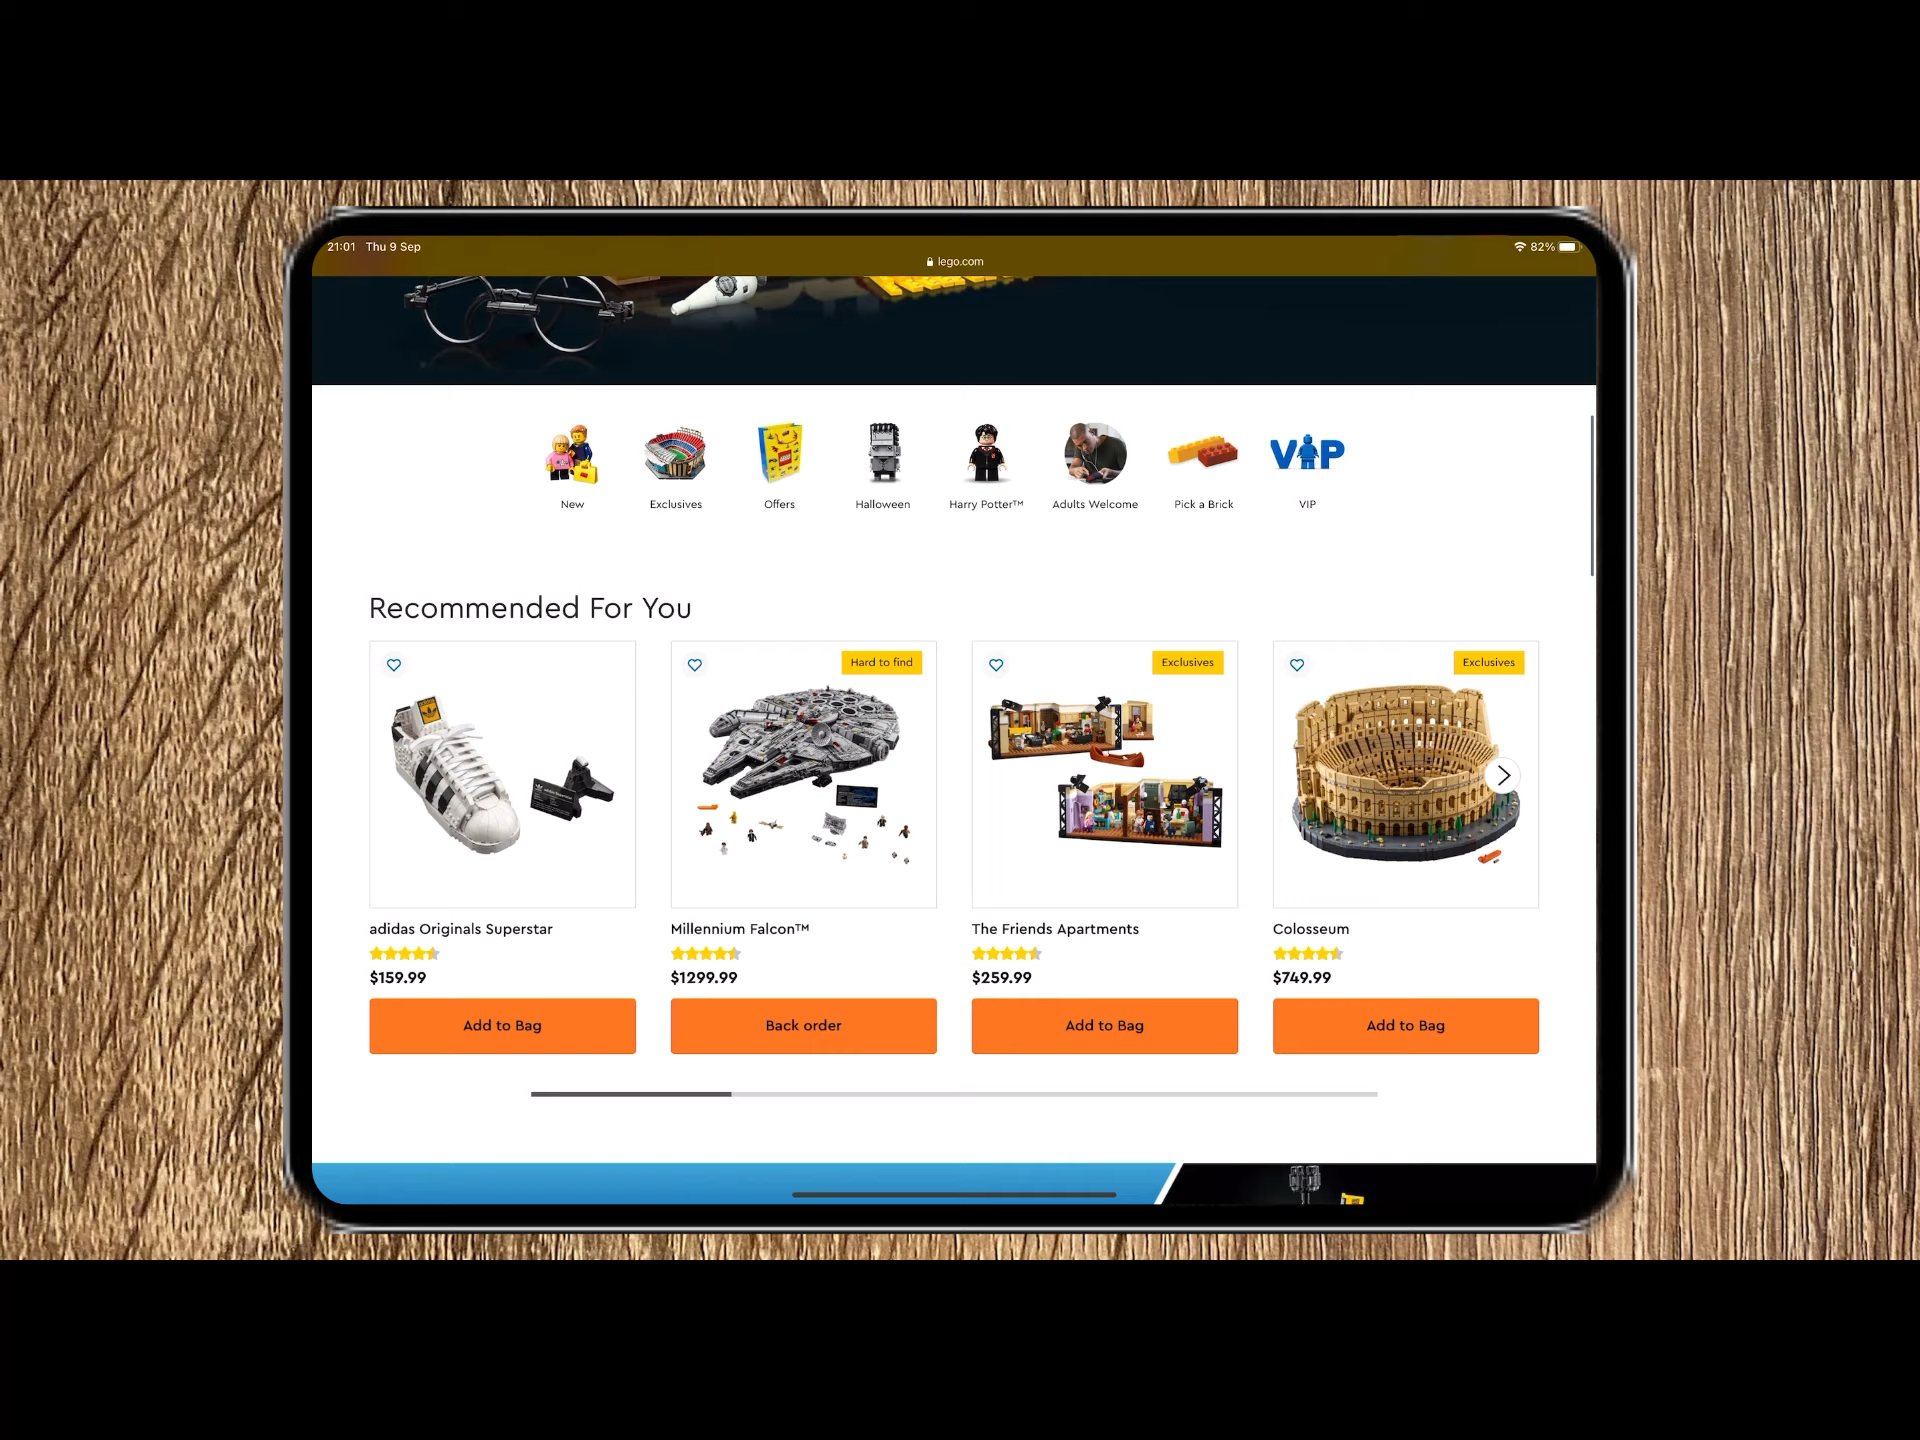 21:01 Thu 9 Sep
82%
lego.com
New
Exclusives
Offers
Halloween
Harry Potter™
Adults Welcome
Pick a Brick
VIP
VIP
Recommended For You
Hard to find
Exclusives
Exclusives
adidas Originals Superstar
Millennium Falcon™
The Friends Apartments
Colosseum
$159.99
$1299.99
$259.99
$749.99
Add to Bag
Back order
Add to Bag
Add to Bag